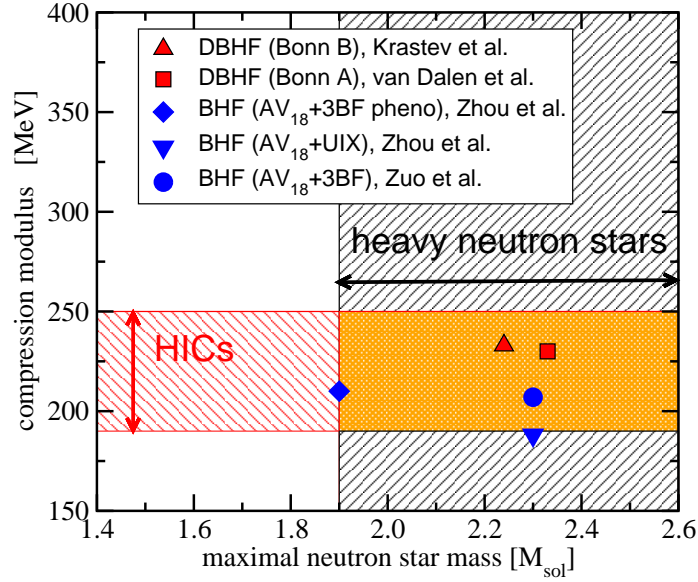 400
350
300
250
200
150
compression modulus [MeV]
DBHF (Bonn B), Krastev et al.
DBHF (Bonn A), van Dalen et al.
BHF (AV18+3BF pheno), Zhou et al.
BHF (AV18+UIX), Zhou et al.
BHF (AV18+3BF), Zuo et al.
heavy neutron stars
HICs
1.4 1.6 1.8 2.0 2.2 2.4 2.6
maximal neutron star mass [Msol]